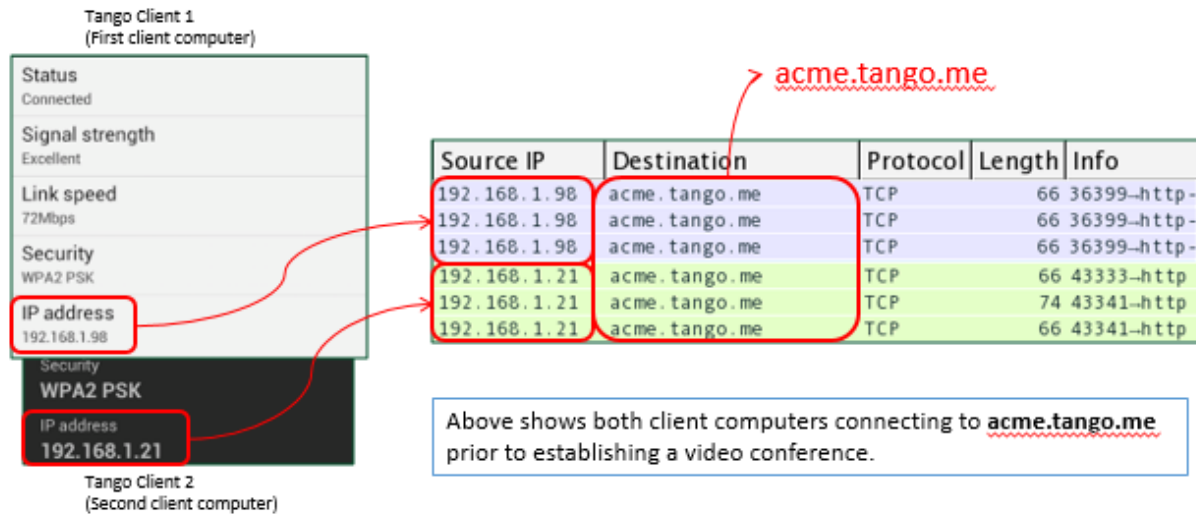 Tango Client 1
(First client computer)
Status
Connected
Signal strength
Excellent
Link speed
72Mbps
Security
WPA2 PSK
IP address
192.168.1.98
Security
WPA2 PSK
IP address
192.168.1.21
Tango Client 2
(Second client computer)
acme.tango.me
Source IP Destination Protocol Length Info
192.168.1.98 acme.tango.me TCP 66 36399→http-
192.168.1.98 acme.tango.me TCP 66 36399→http-
192.168.1.98 acme.tango.me TCP 66 36399→http-
192.168.1.21 acme.tango.me TCP 66 43333→http
192.168.1.21 acme.tango.me TCP 74 43341→http
192.168.1.21 acme.tango.me TCP 66 43341→http
Above shows both client computers connecting to acme.tango.me
prior to establishing a video conference.